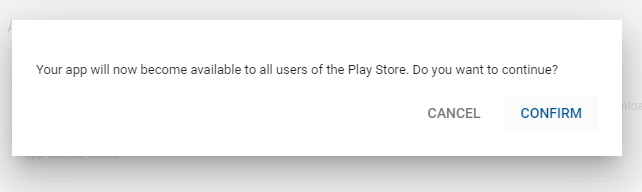 Your app will now become available to all users of the Play Store. Do you want to continue?
CANCEL
CONFIRM